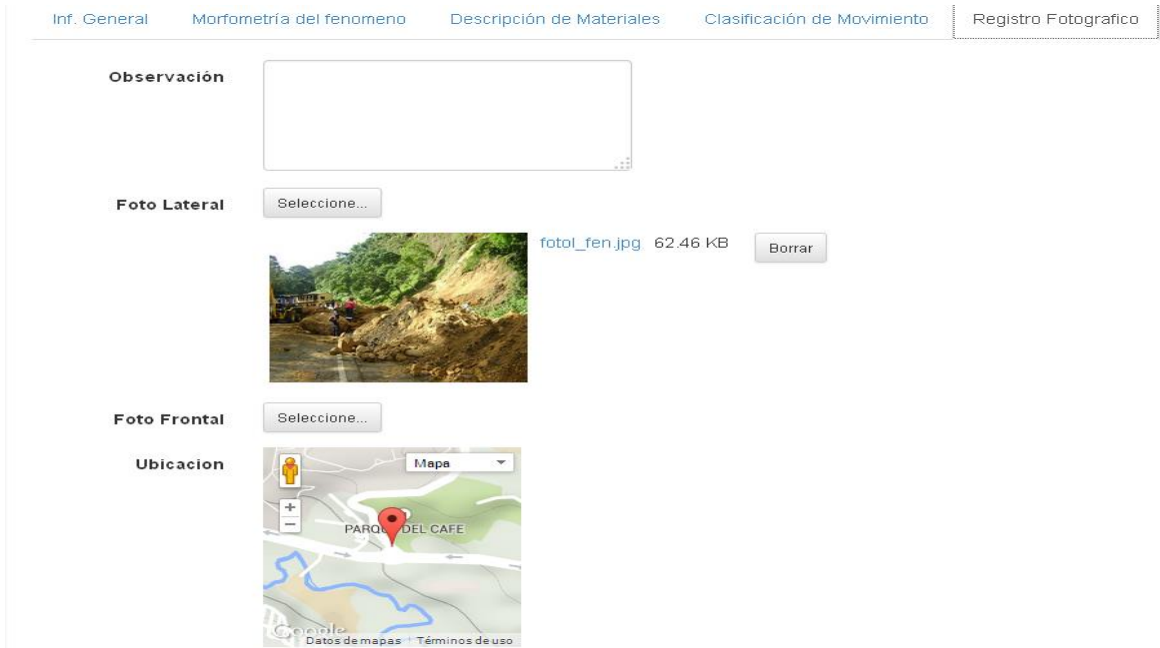 Inf. General Morfometría del fenomeno Descripción de Materiales Clasificación de Movimiento Registro Fotografico
Observación
Foto Lateral Seleccione...
fotol_fen.jpg 62.46 KB Borrar
Foto Frontal Seleccione...
Ubicacion
Mapa
+
PARQUE DEL CAFE
−
Google
Datos de mapas Términos de uso